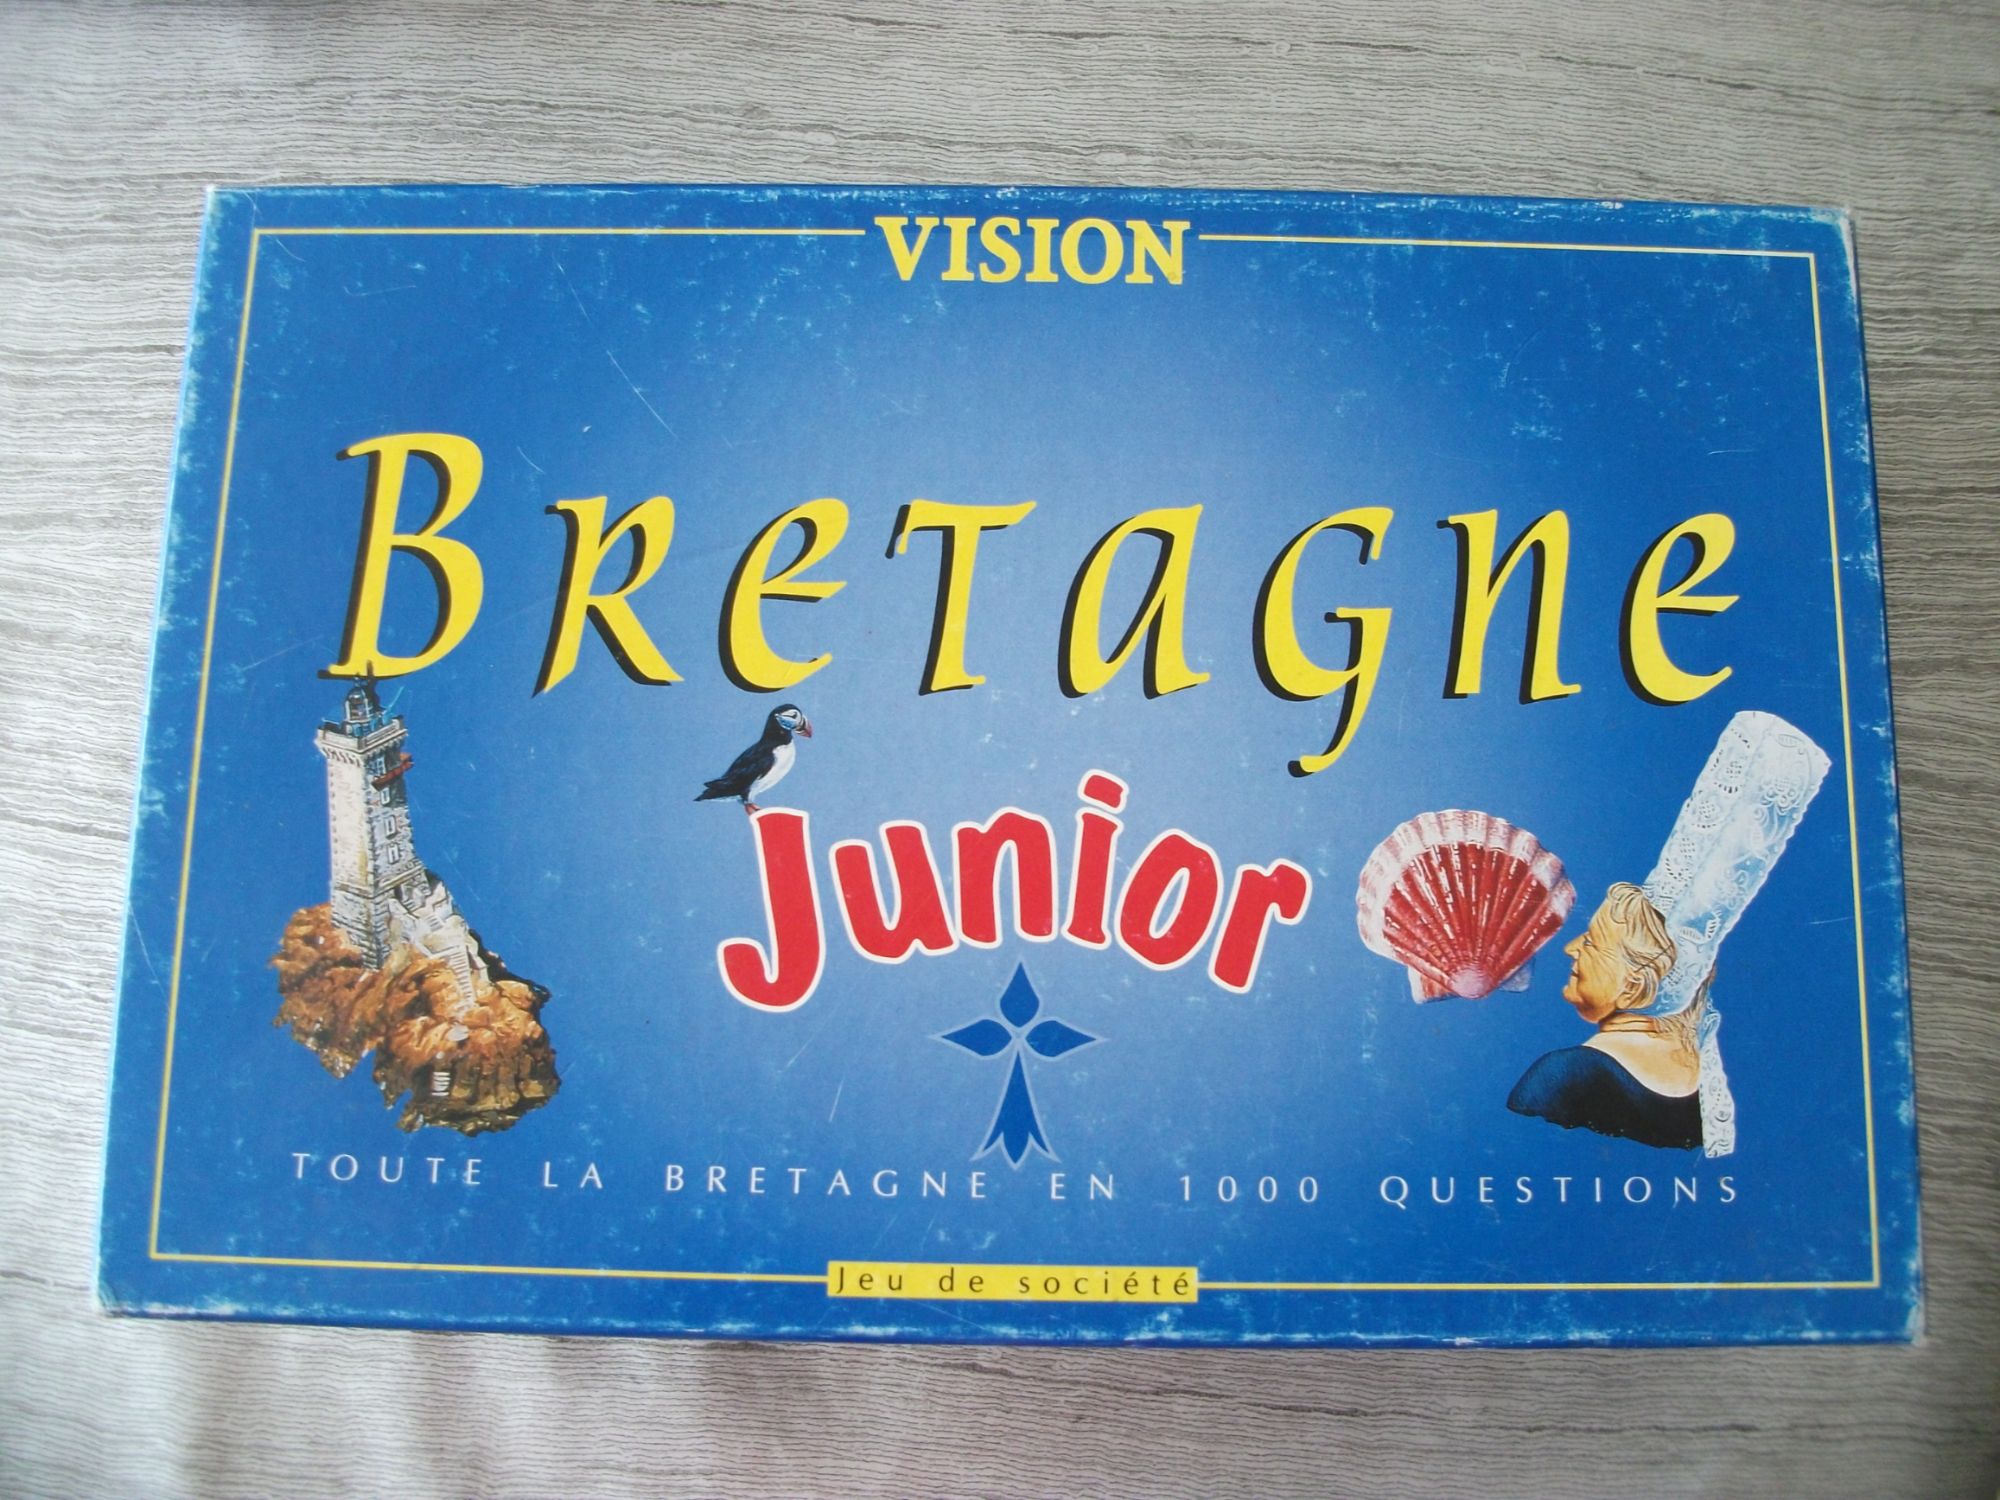 VISION
BRETAGNE
Junior
TOUTE LA BRETAGNE EN 1000 QUESTIONS
Jeu de société